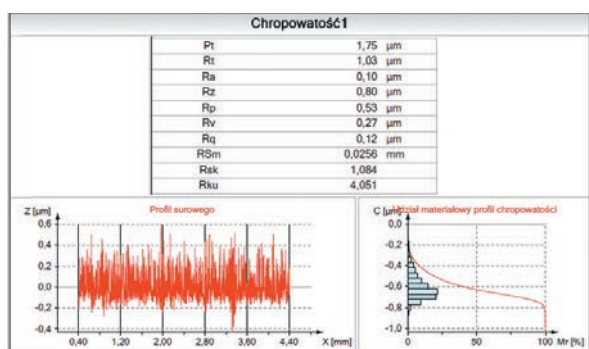 Chropowatość1
Pt 1,75 µm
Rt 1,03 µm
Ra 0,10 µm
Rz 0,80 µm
Rp 0,53 µm
Rv 0,27 µm
Rq 0,12 µm
RSm 0,0256 mm
Rsk 1,084
Rku 4,051
Z [µm] Profil surowego
0,6
0,4
0,2
0,0
-0,2
-0,4
0,40 1,20 2,00 2,80 3,60 4,40 X [mm]
C [µm] Udział materiałowy profil chropowatości
0,0
-0,2
-0,4
-0,6
-0,8
-1,0
0 50 100 Mr [%]